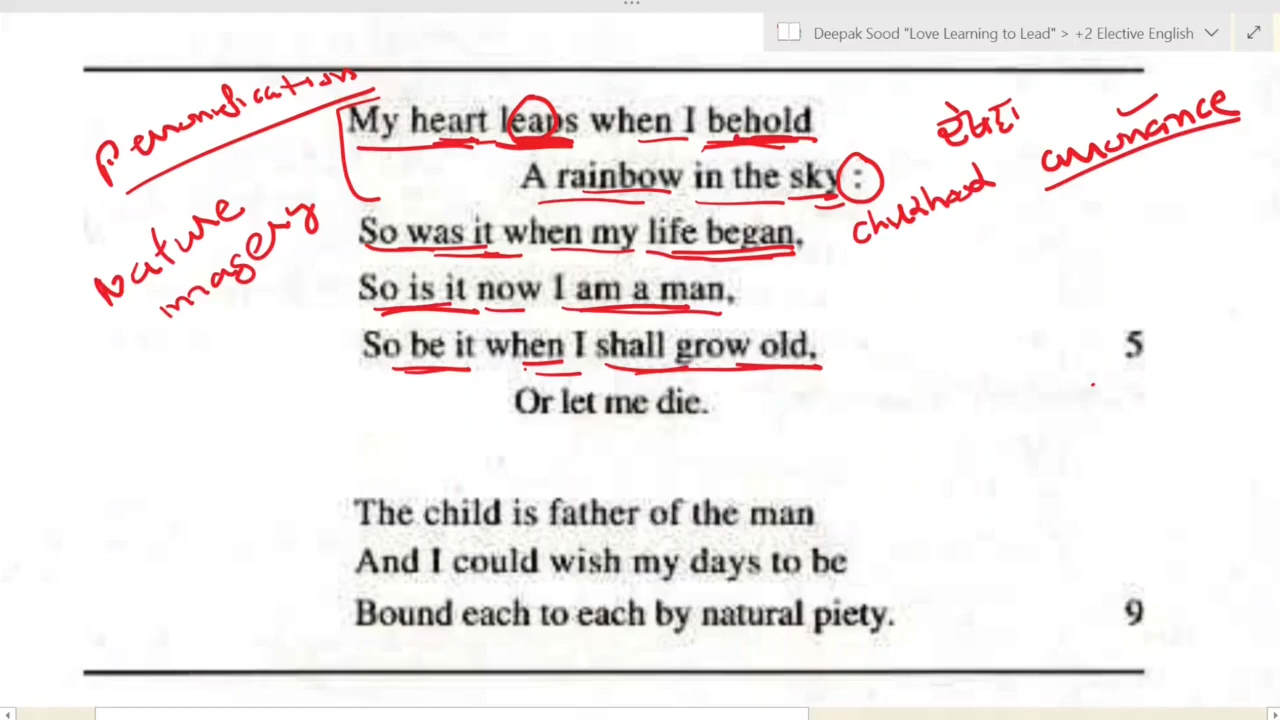 Deepak Sood "Love Learning to Lead" > +2 Elective English
Personification
My heart leaps when I behold
A rainbow in the sky :
ਦੇਖਣਾ
assonance
childhood
Nature
imagery
So was it when my life began,
So is it now I am a man,
So be it when I shall grow old,
5
Or let me die.
The child is father of the man
And I could wish my days to be
Bound each to each by natural piety.
9